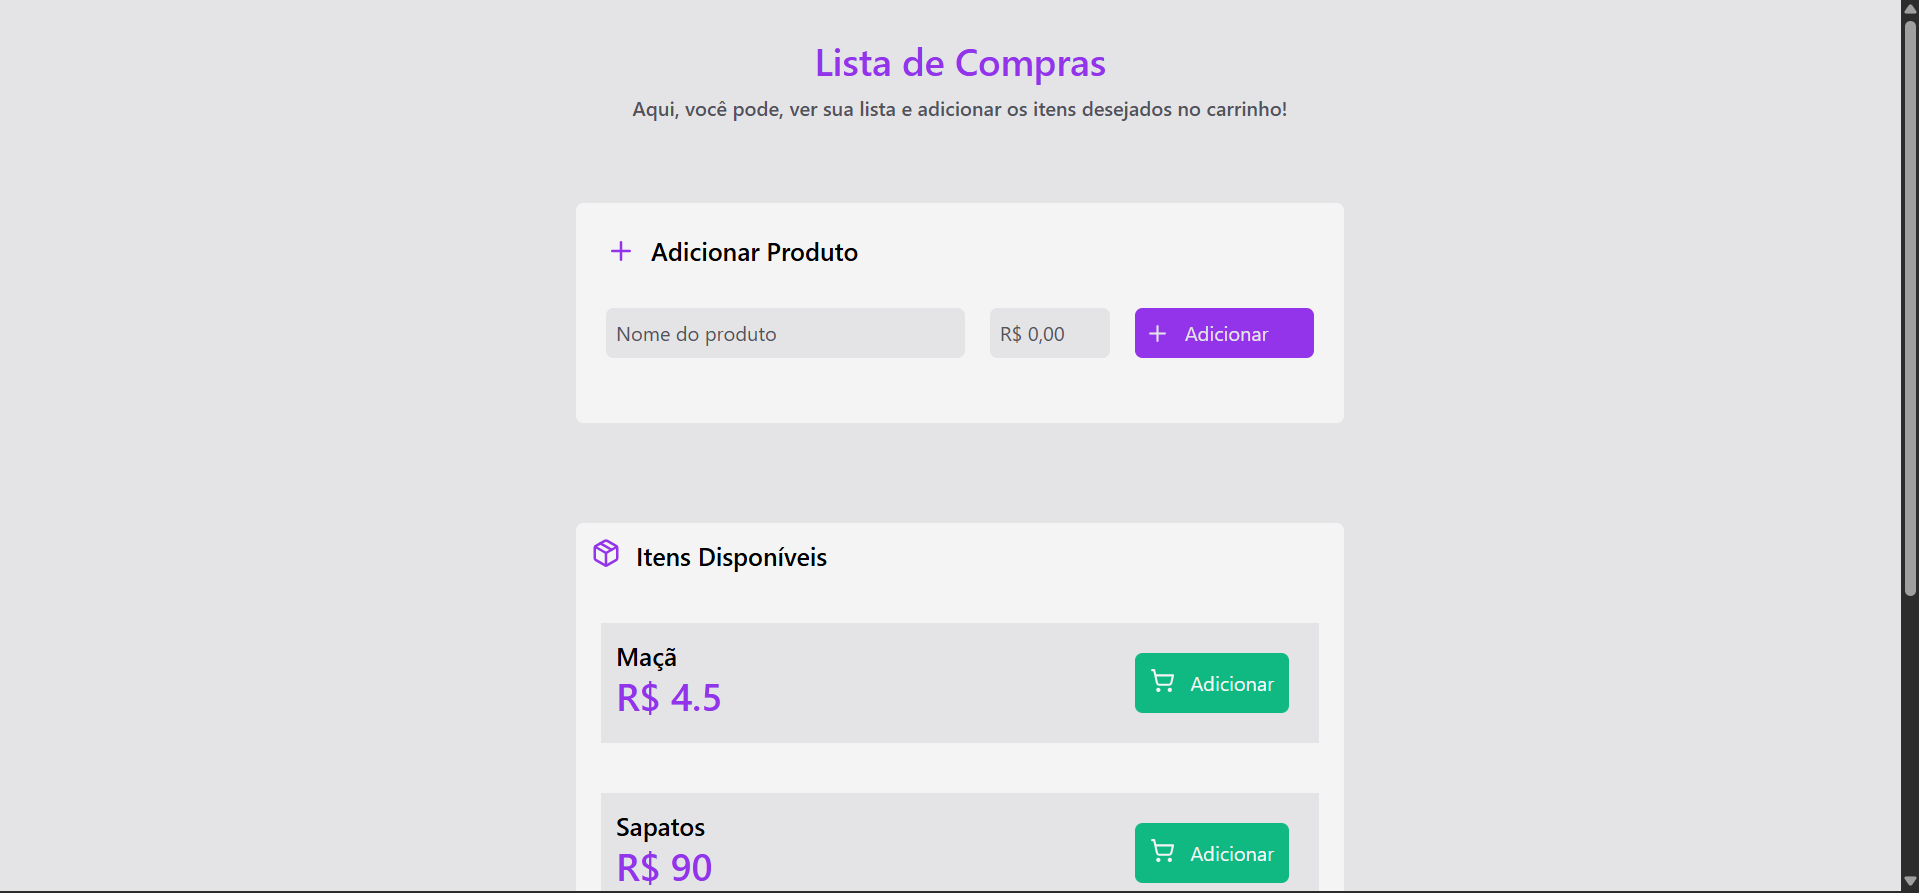 Lista de Compras
Aqui, você pode, ver sua lista e adicionar os itens desejados no carrinho!
Adicionar Produto
Nome do produto
R$ 0,00
Adicionar
Itens Disponíveis
Maçã
R$ 4.5
Adicionar
Sapatos
R$ 90
Adicionar